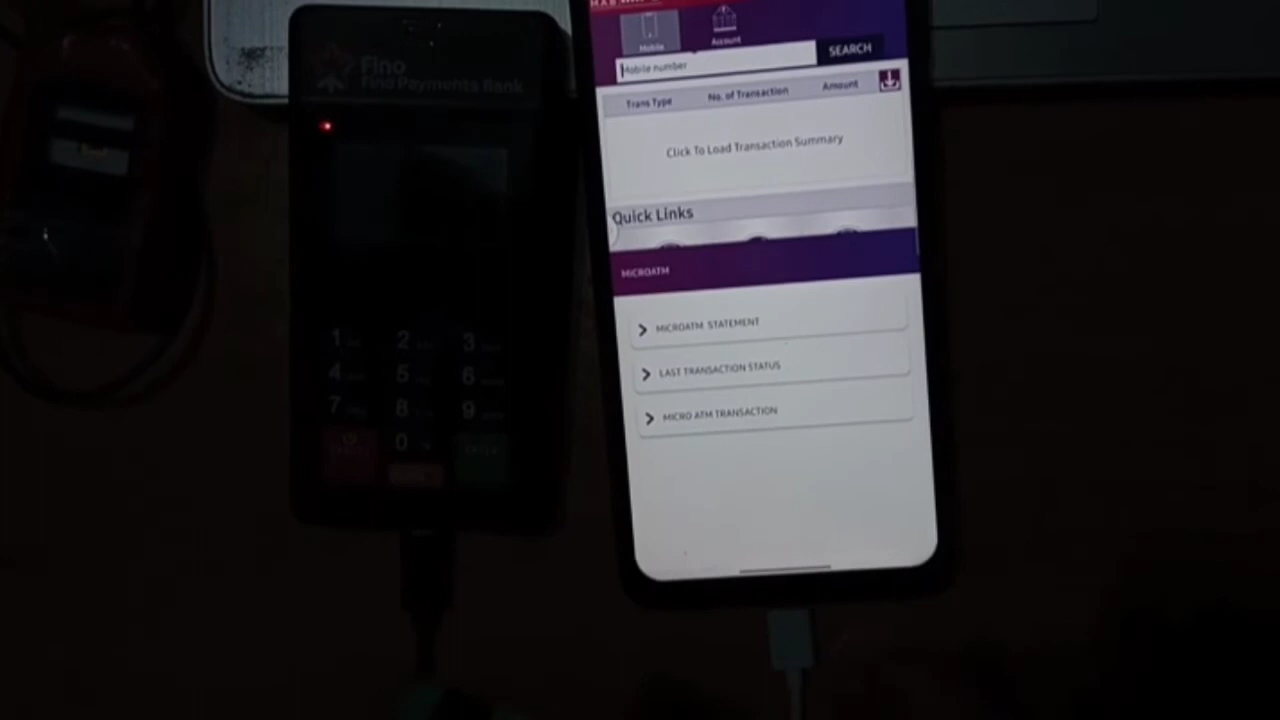 Fino
Fino Payments Bank
1
2
3
4
5
6
7
8
9
0
Mobile
Account
Mobile number
SEARCH
Trans Type
No. of Transaction
Amount
Click To Load Transaction Summary
Quick Links
MICROATM
MICROATM STATEMENT
LAST TRANSACTION STATUS
MICRO ATM TRANSACTION